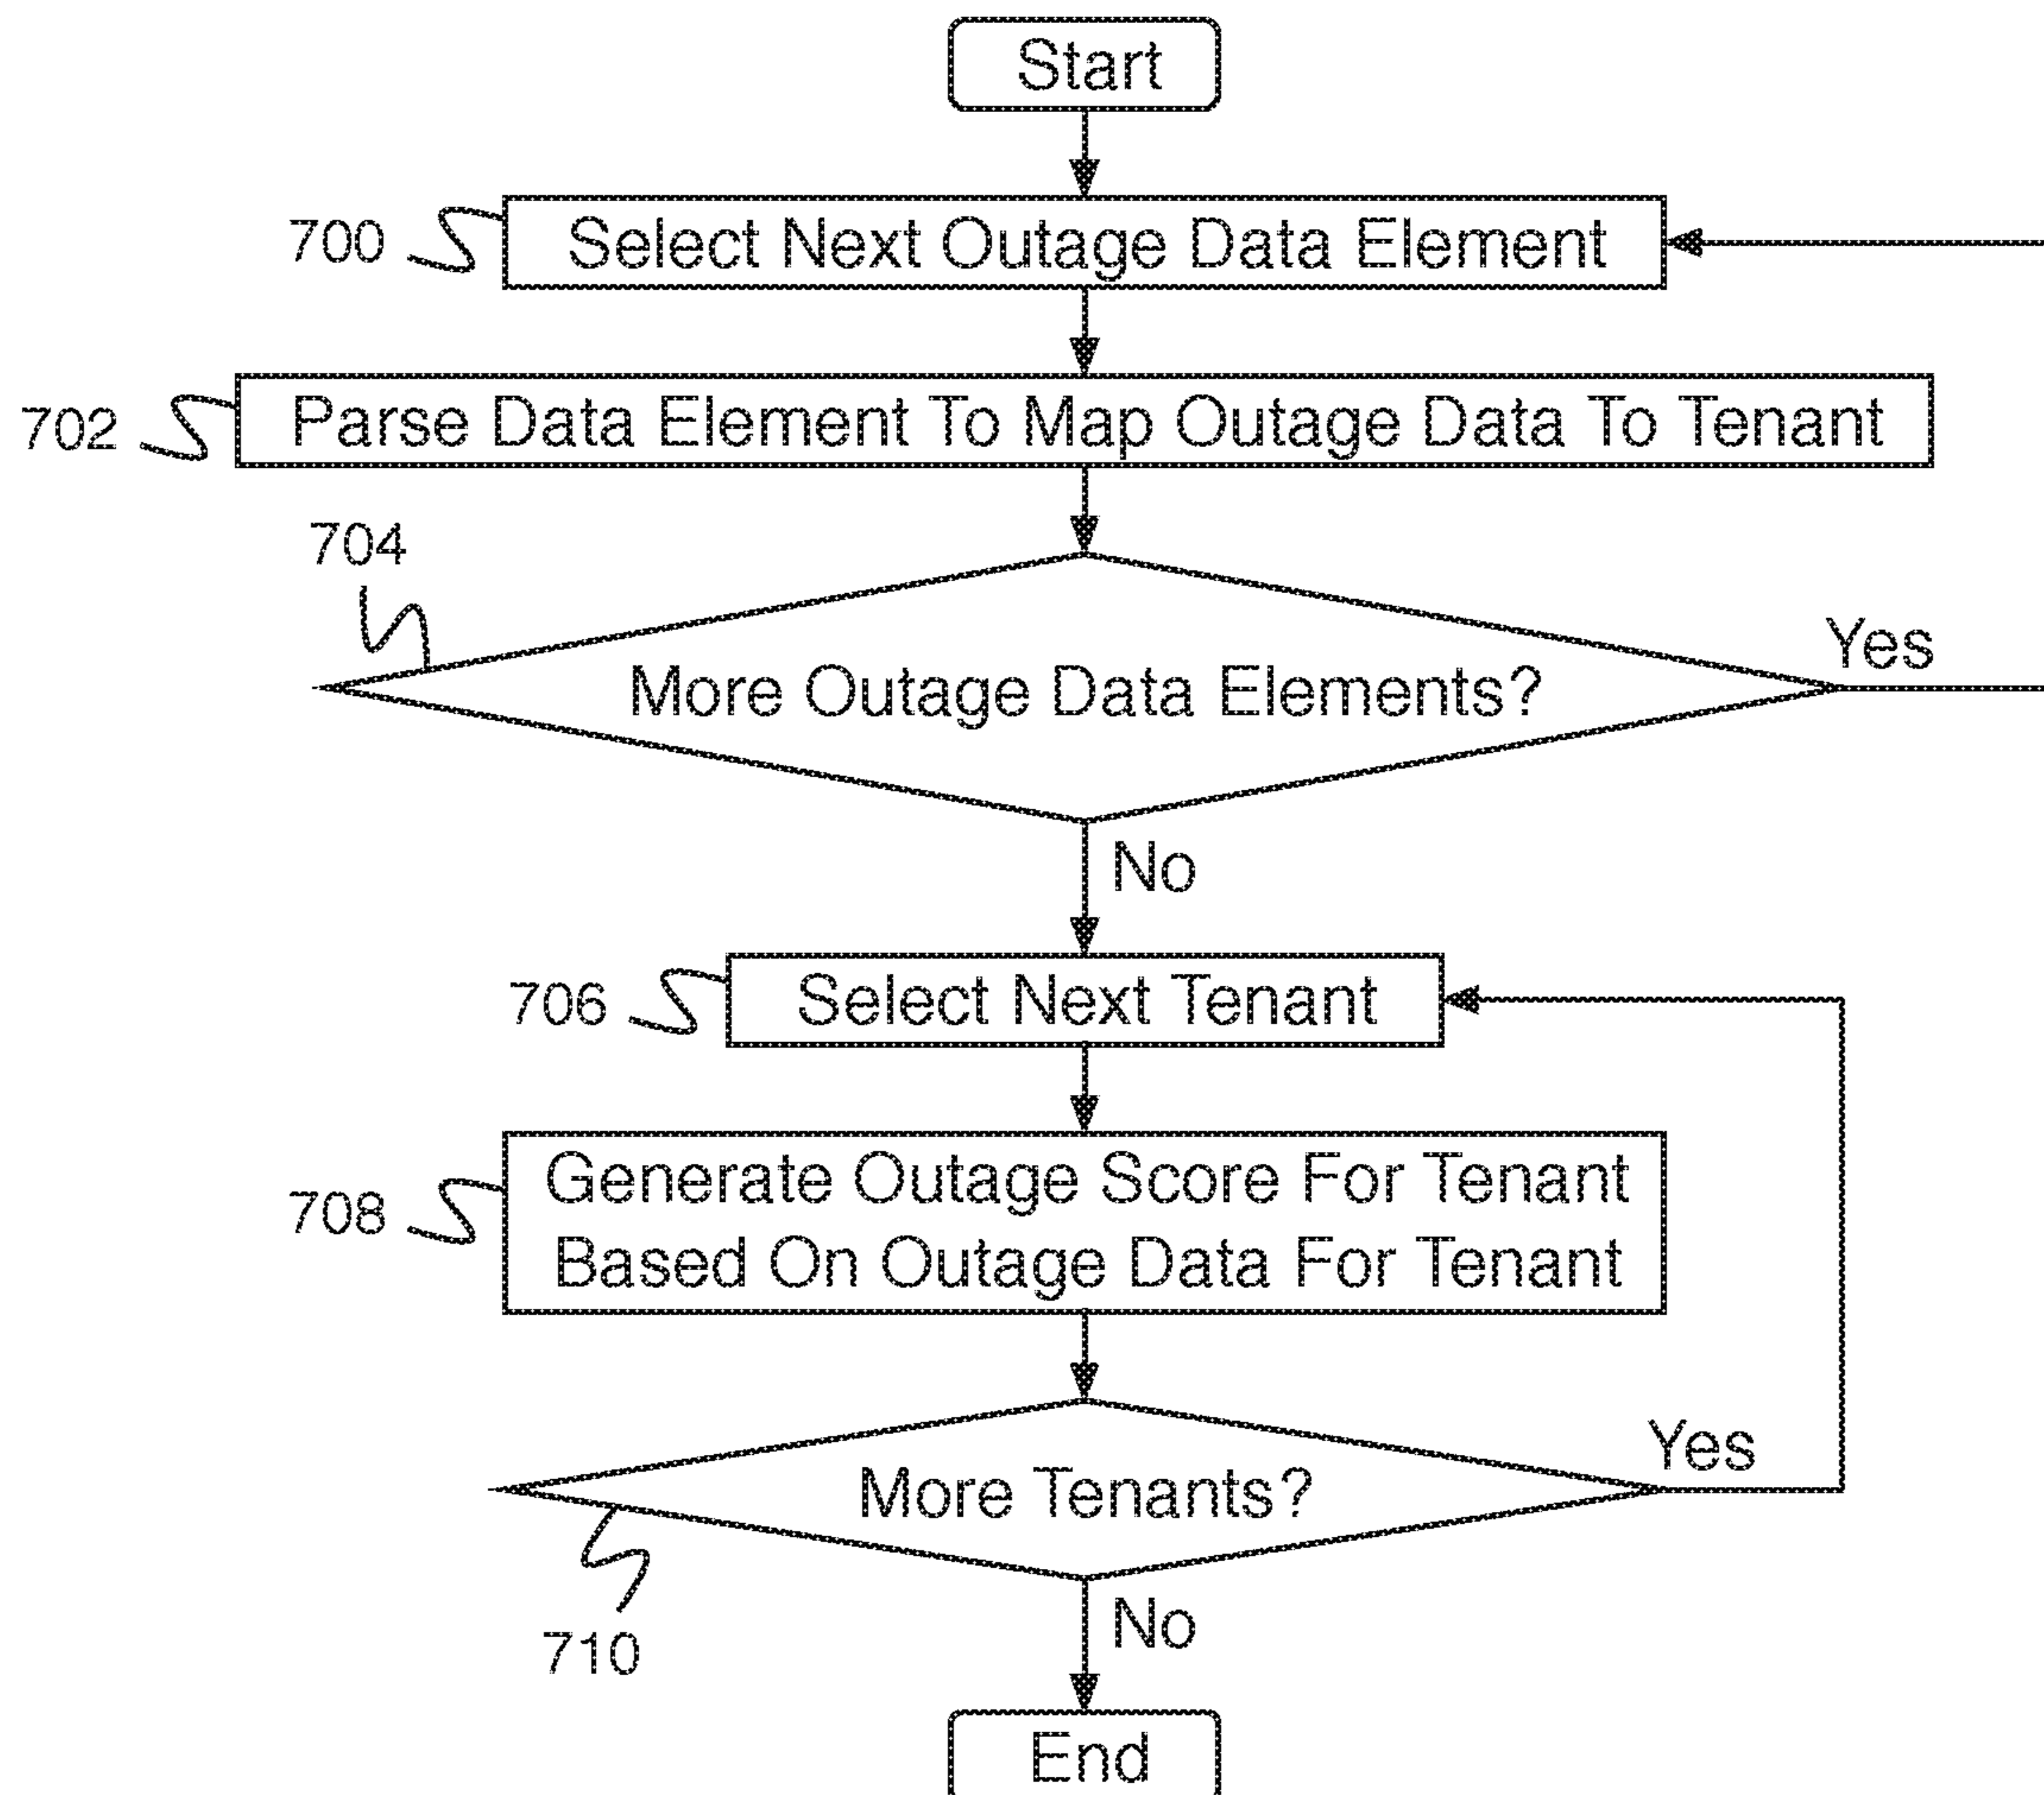 Start
700
Select Next Outage Data Element
702
Parse Data Element To Map Outage Data To Tenant
704
More Outage Data Elements?
Yes
No
706
Select Next Tenant
708
Generate Outage Score For Tenant
Based On Outage Data For Tenant
More Tenants?
Yes
710
No
End